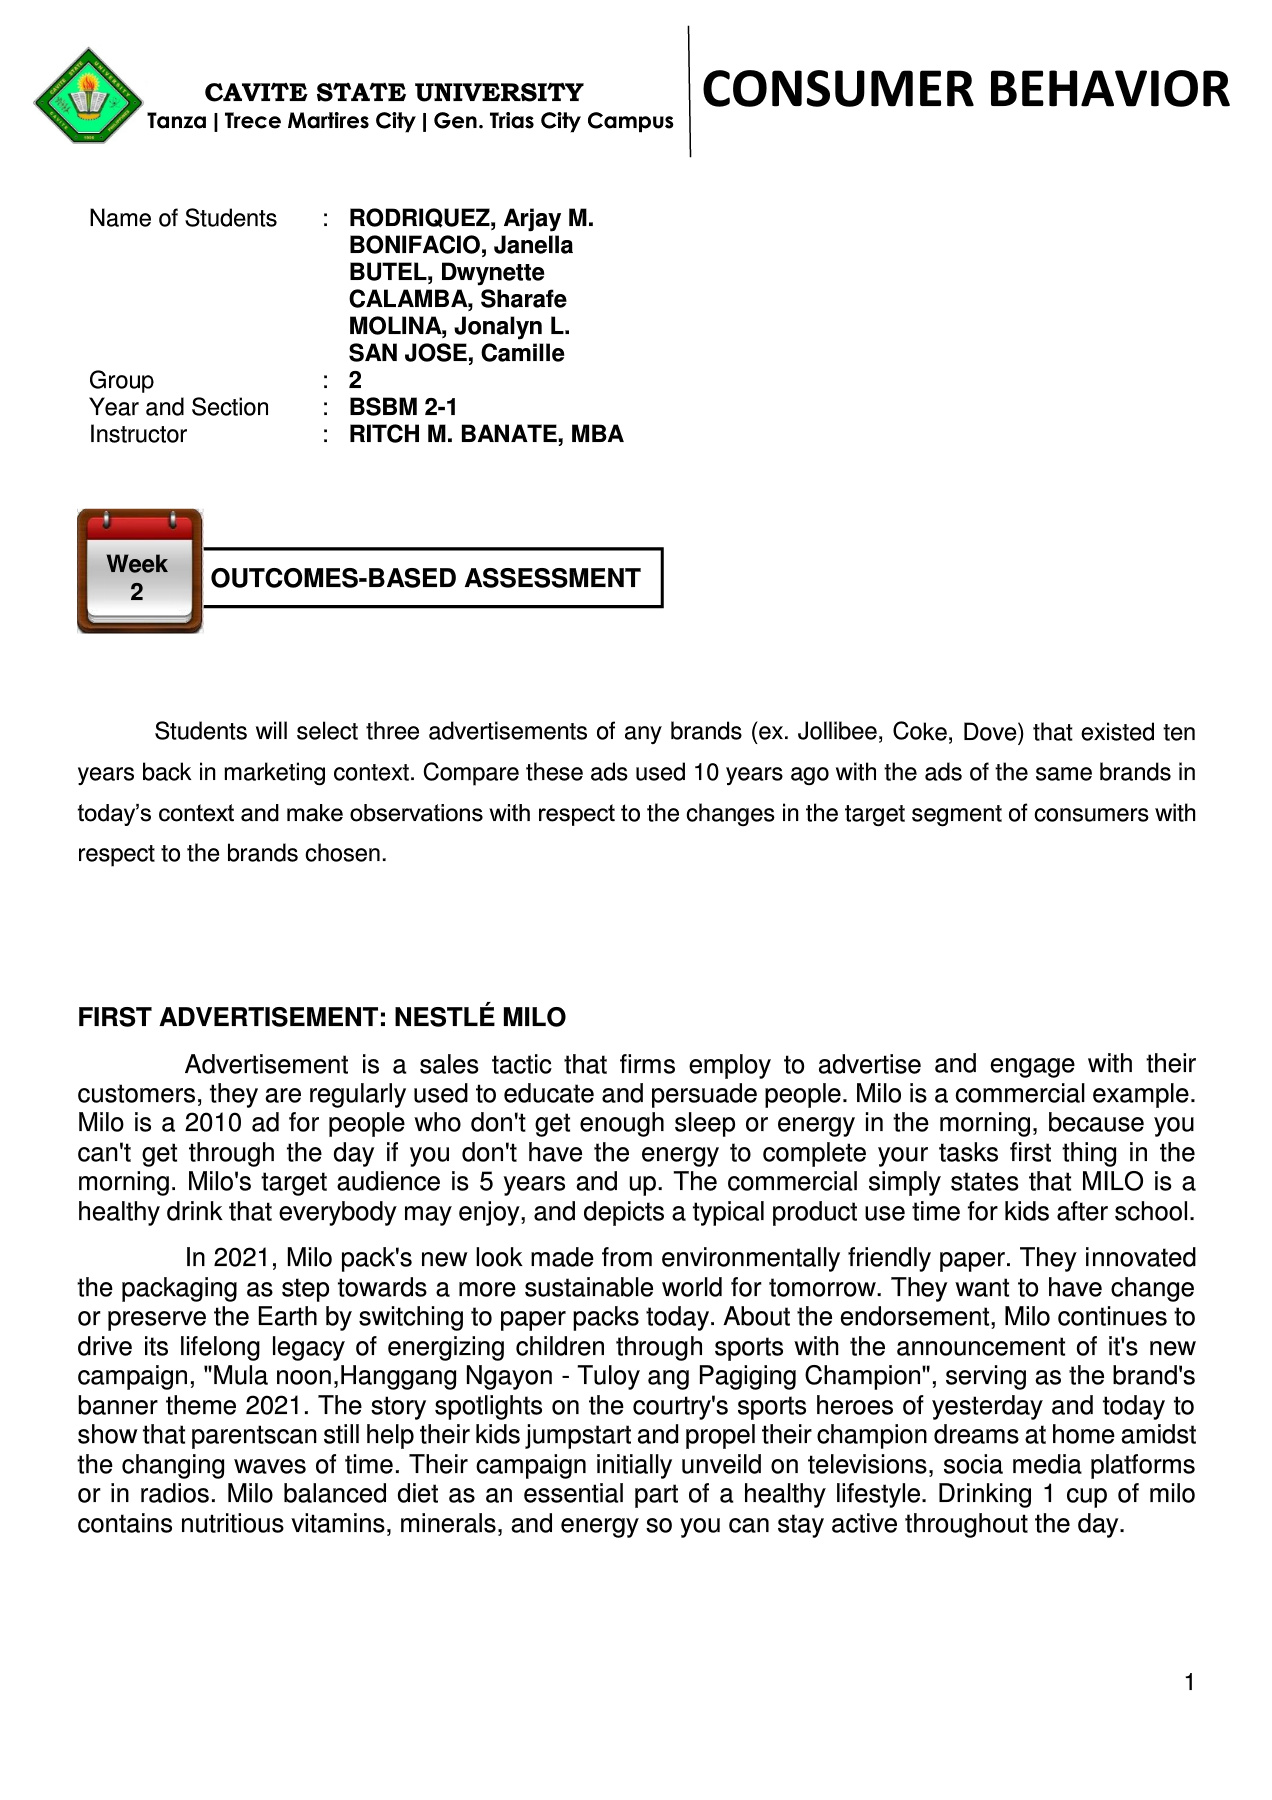 CAVITE STATE UNIVERSITY
Tanza | Trece Martires City | Gen. Trias City Campus
CONSUMER BEHAVIOR
Name of Students : RODRIQUEZ, Arjay M.
BONIFACIO, Janella
BUTEL, Dwynette
CALAMBA, Sharafe
MOLINA, Jonalyn L.
SAN JOSE, Camille
Group : 2
Year and Section : BSBM 2-1
Instructor : RITCH M. BANATE, MBA
Week
2
OUTCOMES-BASED ASSESSMENT
Students will select three advertisements of any brands (ex. Jollibee, Coke, Dove) that existed ten
years back in marketing context. Compare these ads used 10 years ago with the ads of the same brands in
today’s context and make observations with respect to the changes in the target segment of consumers with
respect to the brands chosen.
FIRST ADVERTISEMENT: NESTLÉ MILO
Advertisement is a sales tactic that firms employ to advertise and engage with their
customers, they are regularly used to educate and persuade people. Milo is a commercial example.
Milo is a 2010 ad for people who don't get enough sleep or energy in the morning, because you
can't get through the day if you don't have the energy to complete your tasks first thing in the
morning. Milo's target audience is 5 years and up. The commercial simply states that MILO is a
healthy drink that everybody may enjoy, and depicts a typical product use time for kids after school.
In 2021, Milo pack's new look made from environmentally friendly paper. They innovated
the packaging as step towards a more sustainable world for tomorrow. They want to have change
or preserve the Earth by switching to paper packs today. About the endorsement, Milo continues to
drive its lifelong legacy of energizing children through sports with the announcement of it's new
campaign, "Mula noon,Hanggang Ngayon - Tuloy ang Pagiging Champion", serving as the brand's
banner theme 2021. The story spotlights on the courtry's sports heroes of yesterday and today to
show that parentscan still help their kids jumpstart and propel their champion dreams at home amidst
the changing waves of time. Their campaign initially unveild on televisions, socia media platforms
or in radios. Milo balanced diet as an essential part of a healthy lifestyle. Drinking 1 cup of milo
contains nutritious vitamins, minerals, and energy so you can stay active throughout the day.
1